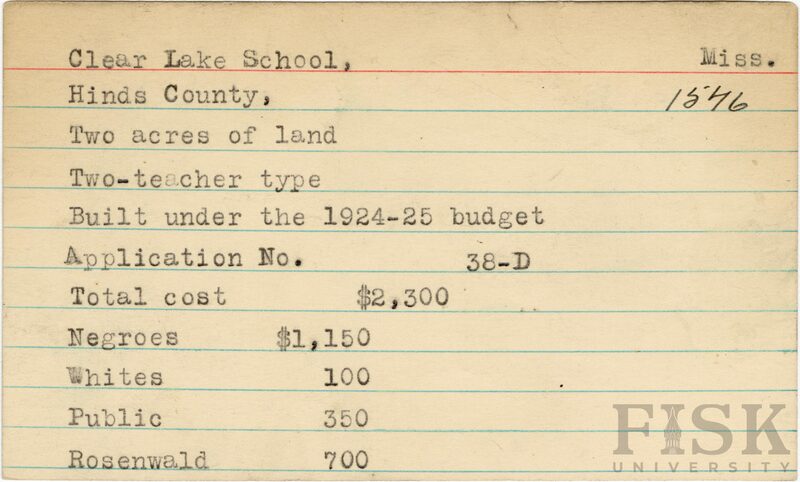 Clear Lake School, Miss.
Hinds County, 1546
Two acres of land
Two-teacher type
Built under the 1924-25 budget
Application No. 38-D
Total cost $2,300
Negroes $1,150
Whites 100
Public 350
Rosenwald 700
FISK
UNIVERSITY